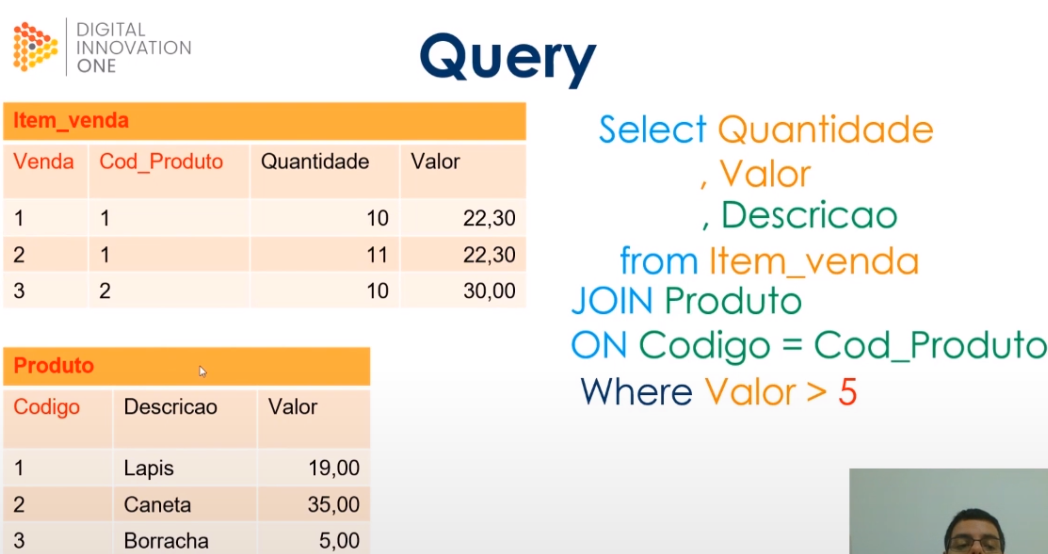 DIGITAL
INNOVATION
ONE
Query
Item_venda
Venda Cod_Produto Quantidade Valor
1 1 10 22,30
2 1 11 22,30
3 2 10 30,00
Produto
Codigo Descricao Valor
1 Lapis 19,00
2 Caneta 35,00
3 Borracha 5,00
Select Quantidade
, Valor
, Descricao
from Item_venda
JOIN Produto
ON Codigo = Cod_Produto
Where Valor > 5